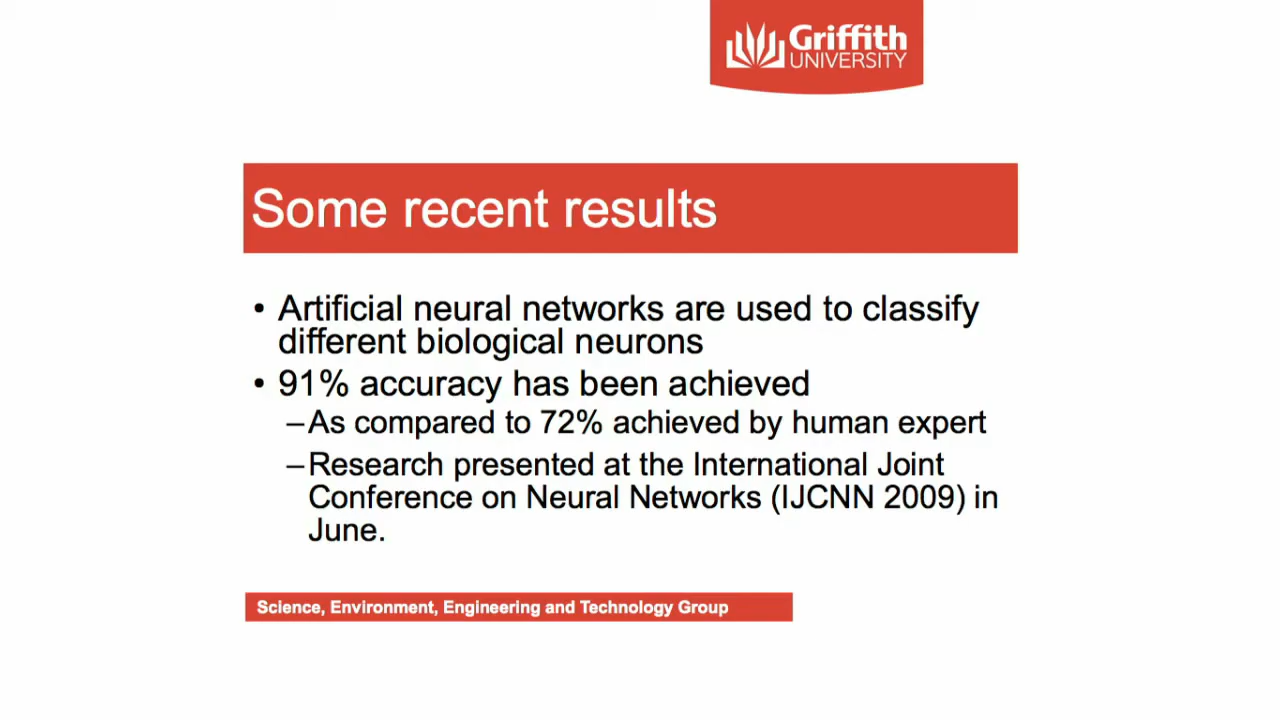 Griffith
UNIVERSITY
Some recent results
• Artificial neural networks are used to classify
different biological neurons
• 91% accuracy has been achieved
–As compared to 72% achieved by human expert
–Research presented at the International Joint
Conference on Neural Networks (IJCNN 2009) in
June.
Science, Environment, Engineering and Technology Group